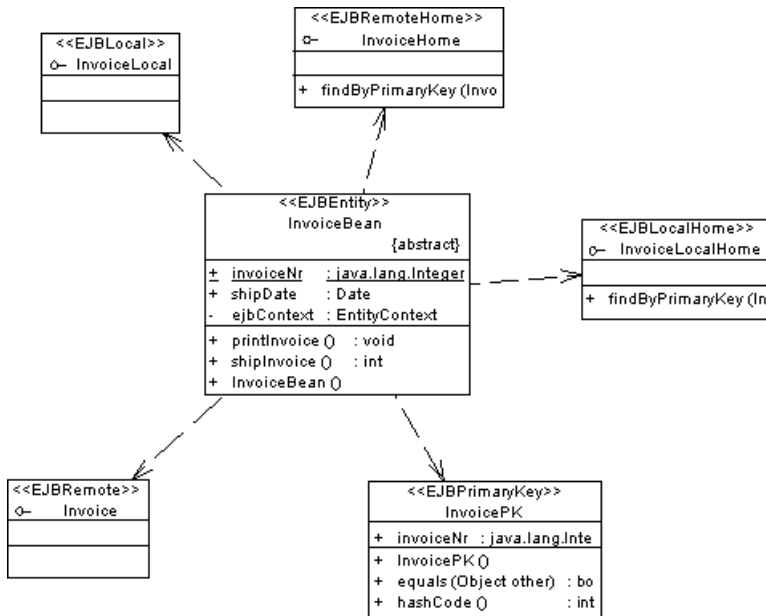 <<EJBLocal>>
InvoiceLocal
<<EJBRemoteHome>>
InvoiceHome
+ findByPrimaryKey (Invo
<<EJBEntity>>
InvoiceBean
{abstract}
+ invoiceNr : java.lang.Integer
+ shipDate : Date
- ejbContext : EntityContext
+ printInvoice () : void
+ shipInvoice () : int
+ InvoiceBean ()
<<EJBLocalHome>>
InvoiceLocalHome
+ findByPrimaryKey (In
<<EJBRemote>>
Invoice
<<EJBPrimaryKey>>
InvoicePK
+ invoiceNr : java.lang.Inte
+ InvoicePK ()
+ equals (Object other) : bo
+ hashCode () : int